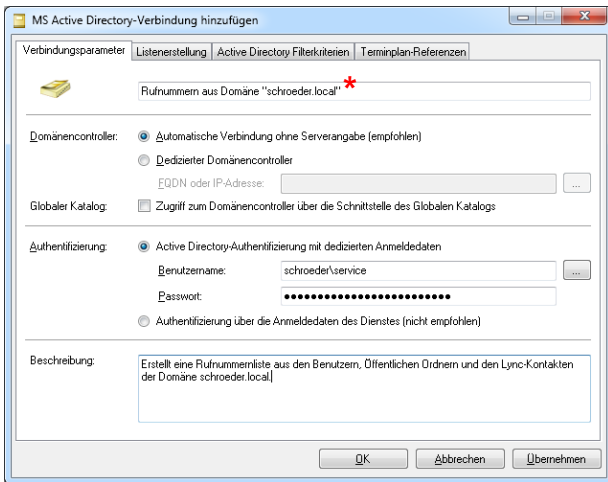 MS Active Directory-Verbindung hinzufügen
Verbindungsparameter Listenerstellung Active Directory Filterkriterien Terminplan-Referenzen
Rufnummern aus Domäne "schroeder.local" *
Domänencontroller: Automatische Verbindung ohne Serverangabe (empfohlen)
Dedizierter Domänencontroller
FQDN oder IP-Adresse: ...
Globaler Katalog: Zugriff zum Domänencontroller über die Schnittstelle des Globalen Katalogs
Authentifizierung: Active Directory-Authentifizierung mit dedizierten Anmeldedaten
Benutzername: schroeder\service ...
Passwort: ●●●●●●●●●●●●●●●●●●●●●●●●●
Authentifizierung über die Anmeldedaten des Dienstes (nicht empfohlen)
Beschreibung: Erstellt eine Rufnummernliste aus den Benutzern, Öffentlichen Ordnern und den Lync-Kontakten
der Domäne schroeder.local.
OK Abbrechen Übernehmen